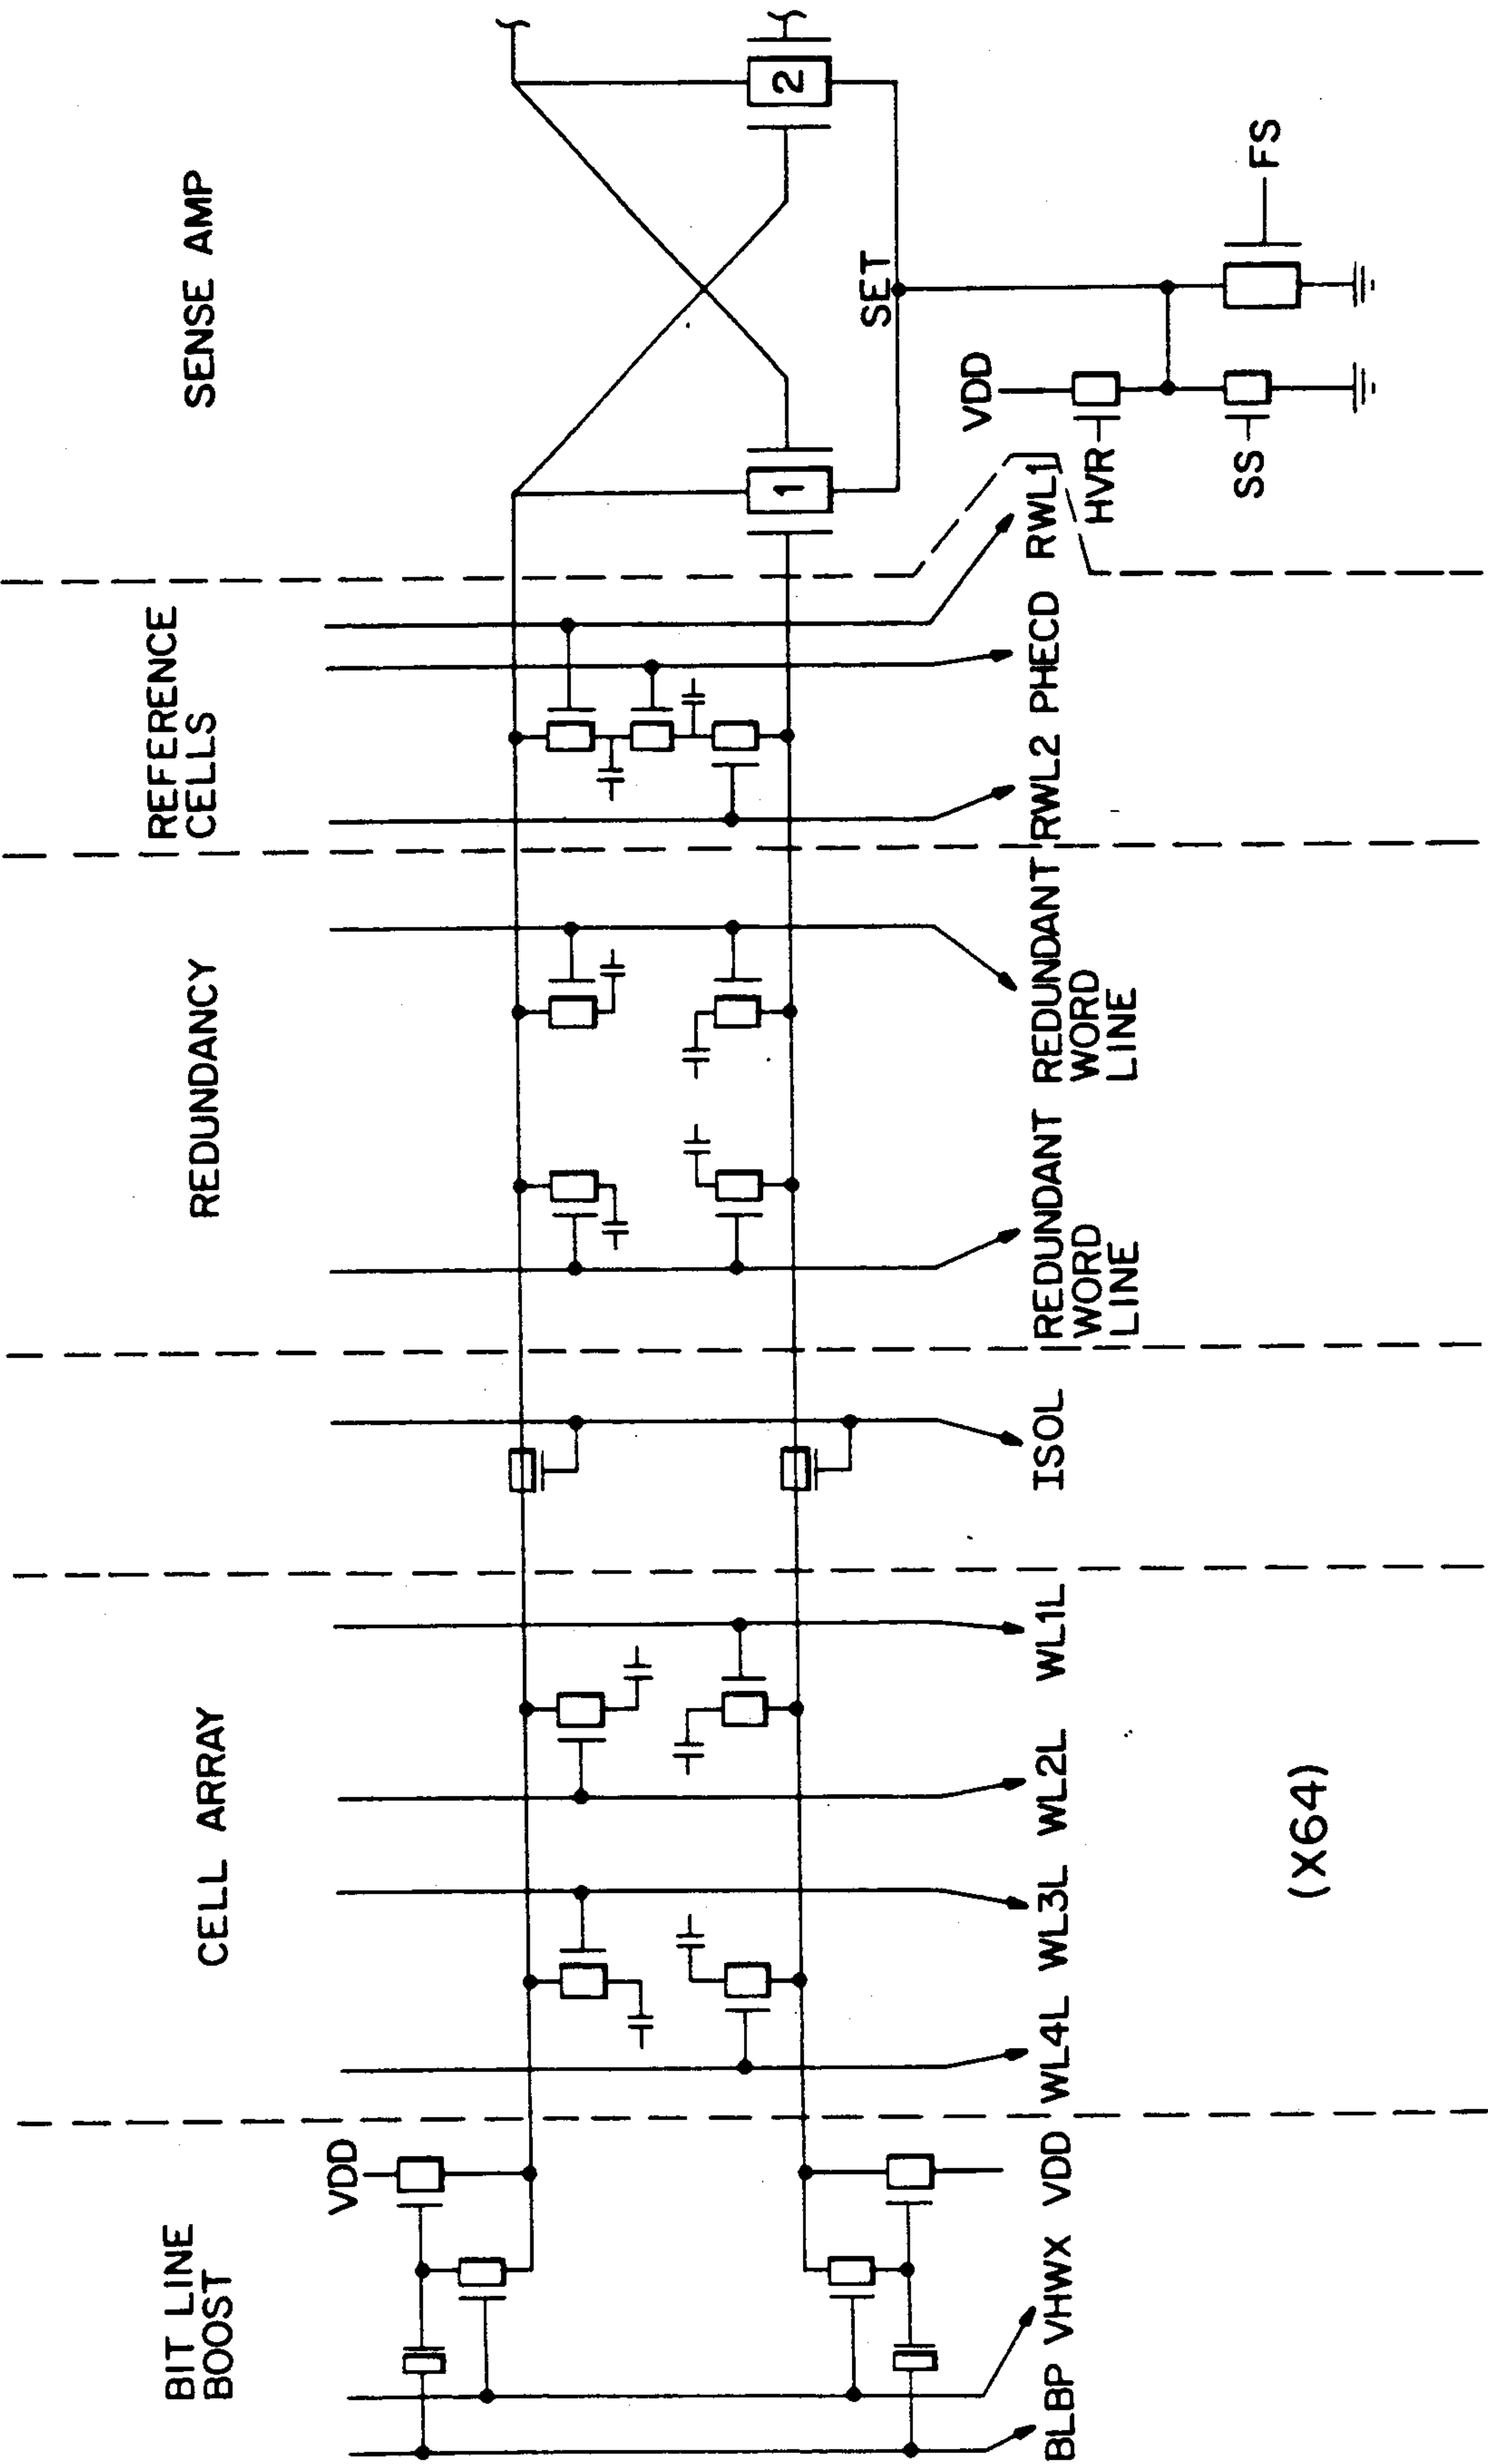 BIT LINE
BOOST
CELL ARRAY
REDUNDANCY
REFERENCE
CELLS
SENSE AMP
VDD
SET
VDD
HVR
SS
FS
1
2
BLBP
VHWX
VDD
WL4L
WL3L
WL2L
WL1L
ISOL
REDUNDANT
WORD
LINE
REDUNDANT
WORD
LINE
RWL2
PHECD
RWL1
(X64)